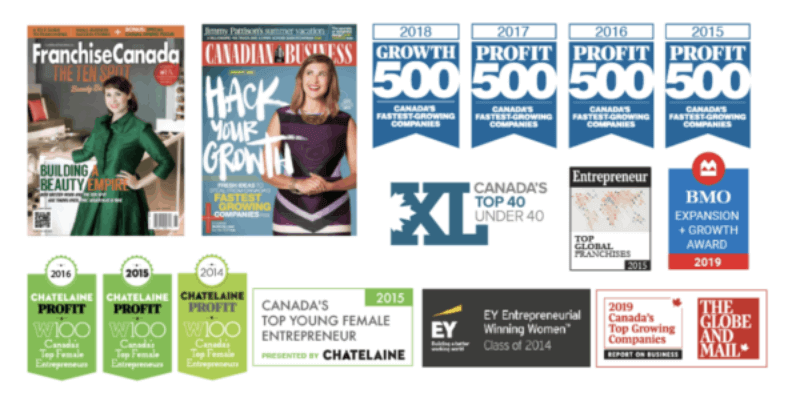 FranchiseCanada
THE TEN SPOT
BUILDING A
BEAUTY EMPIRE
Jimmy Pattison's summer vacation
CANADIAN BUSINESS
HACK
YOUR
GROWTH
FRESH IDEAS
FASTEST
GROWING
COMPANIES
2018
GROWTH
500
CANADA'S
FASTEST-GROWING
COMPANIES
2017
PROFIT
500
CANADA'S
FASTEST-GROWING
COMPANIES
2016
PROFIT
500
CANADA'S
FASTEST-GROWING
COMPANIES
2015
PROFIT
500
CANADA'S
FASTEST-GROWING
COMPANIES
XL
CANADA'S
TOP 40
UNDER 40
Entrepreneur
TOP
GLOBAL
FRANCHISES
2015
BMO
EXPANSION
+ GROWTH
AWARD
2019
2016
CHATELAINE
PROFIT
W100
Canada's
Top Female
Entrepreneurs
2015
CHATELAINE
PROFIT
W100
Canada's
Top Female
Entrepreneurs
2014
CHATELAINE
PROFIT
W100
Canada's
Top Female
Entrepreneurs
2015
CANADA'S
TOP YOUNG FEMALE
ENTREPRENEUR
PRESENTED BY CHATELAINE
EY
Building a better
working world
EY Entrepreneurial
Winning Women™
Class of 2014
2019
Canada's
Top Growing
Companies
REPORT ON BUSINESS
THE
GLOBE
AND
MAIL